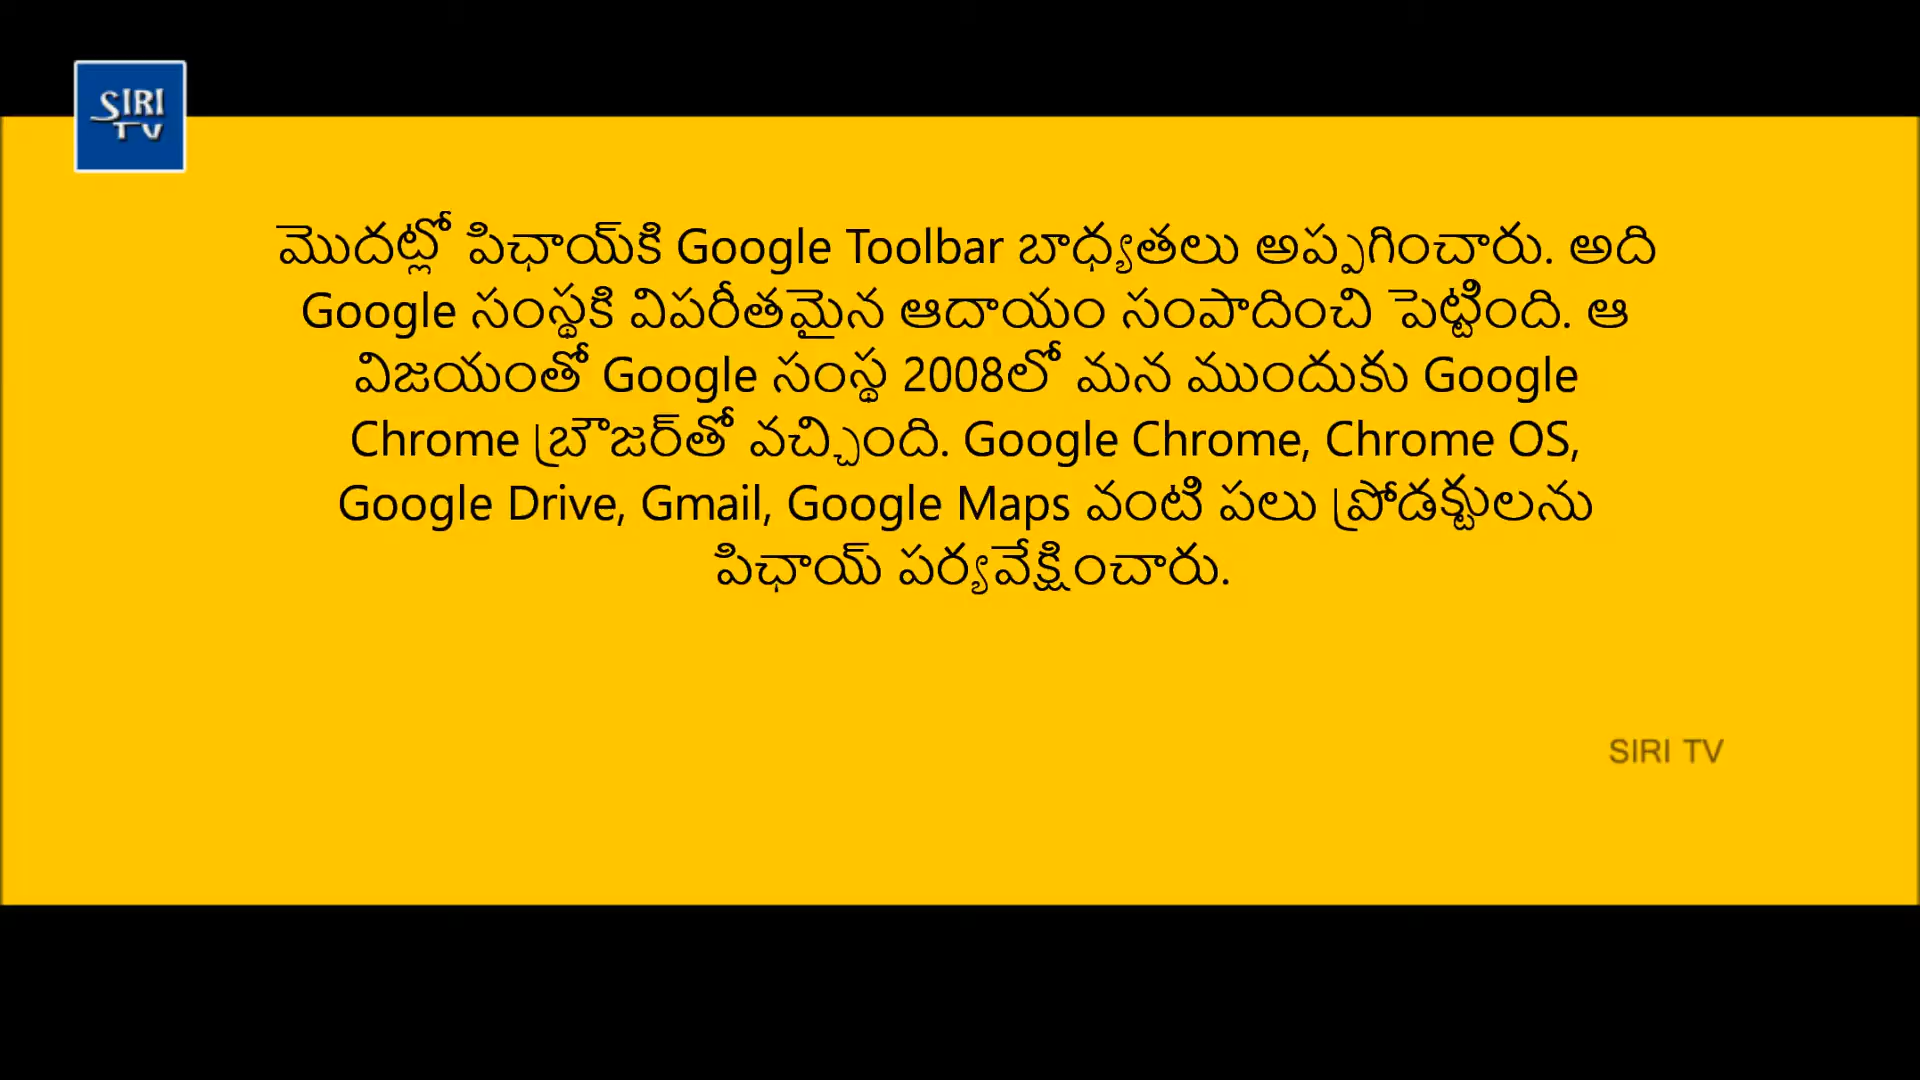 SIRI
TV
మొదట్లో పిఛాయ్‌కి Google Toolbar బాధ్యతలు అప్పగించారు. అది
Google సంస్థకి విపరీతమైన ఆదాయం సంపాదించి పెట్టింది. ఆ
విజయంతో Google సంస్థ 2008లో మన ముందుకు Google
Chrome బ్రౌజర్‌తో వచ్చింది. Google Chrome, Chrome OS,
Google Drive, Gmail, Google Maps వంటి పలు ప్రోడక్టులను
పిఛాయ్ పర్యవేక్షించారు.
SIRI TV